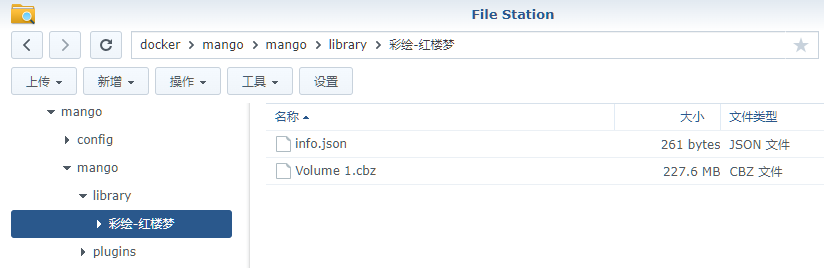 File Station
docker mango mango library 彩绘-红楼梦
上传 新增 操作 工具 设置
mango
config
mango
library
彩绘-红楼梦
plugins
名称 大小 文件类型
info.json 261 bytes JSON 文件
Volume 1.cbz 227.6 MB CBZ 文件